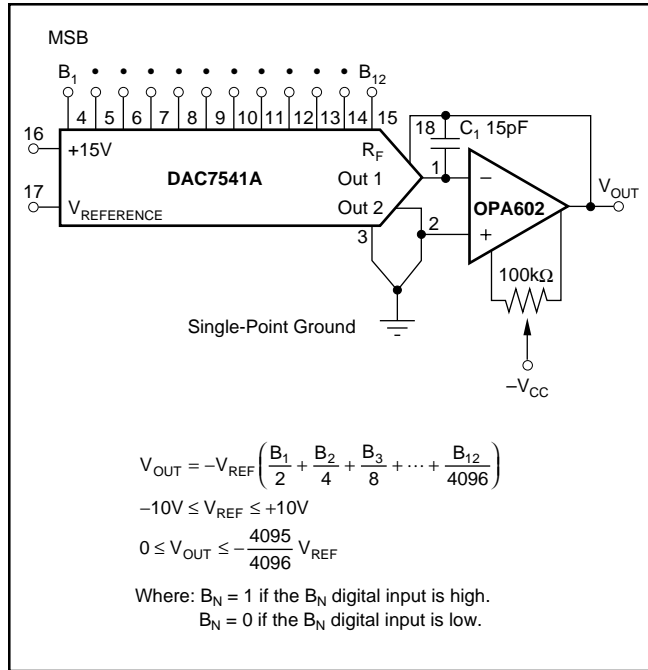 MSB
B1 • • • • • • • • • • B12
4 5 6 7 8 9 10 11 12 13 14 15
16
+15V
RF
18
C1 15pF
DAC7541A
Out 1
1
–
17
VREFERENCE
Out 2
OPA602
VOUT
3
2
+
100kΩ
Single-Point Ground
–VCC
VOUT = –VREF (B1/2 + B2/4 + B3/8 + ··· + B12/4096)
–10V ≤ VREF ≤ +10V
0 ≤ VOUT ≤ –4095/4096 VREF
Where: BN = 1 if the BN digital input is high.
BN = 0 if the BN digital input is low.